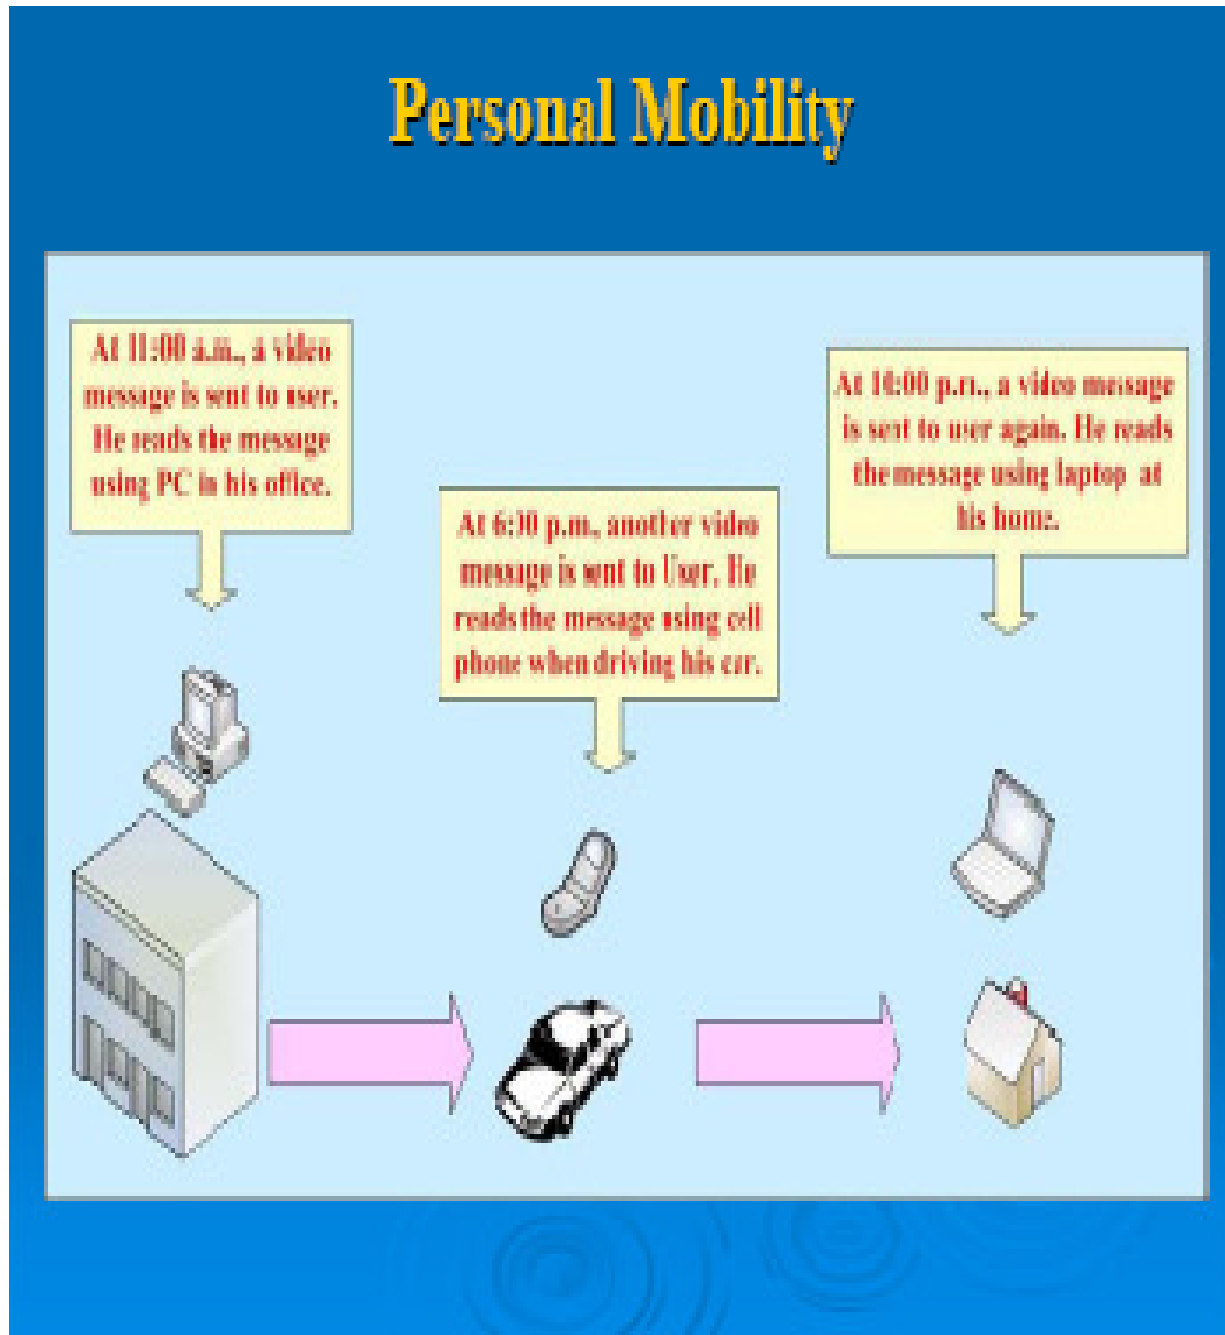 Personal Mobility
At 11:00 a.m., a video
message is sent to user.
He reads the message
using PC in his office.
At 6:00 p.m., another video
message is sent to User. He
reads the message using cell
phone when driving his car.
At 10:00 p.m., a video message
is sent to user again. He reads
the message using laptop at
his home.